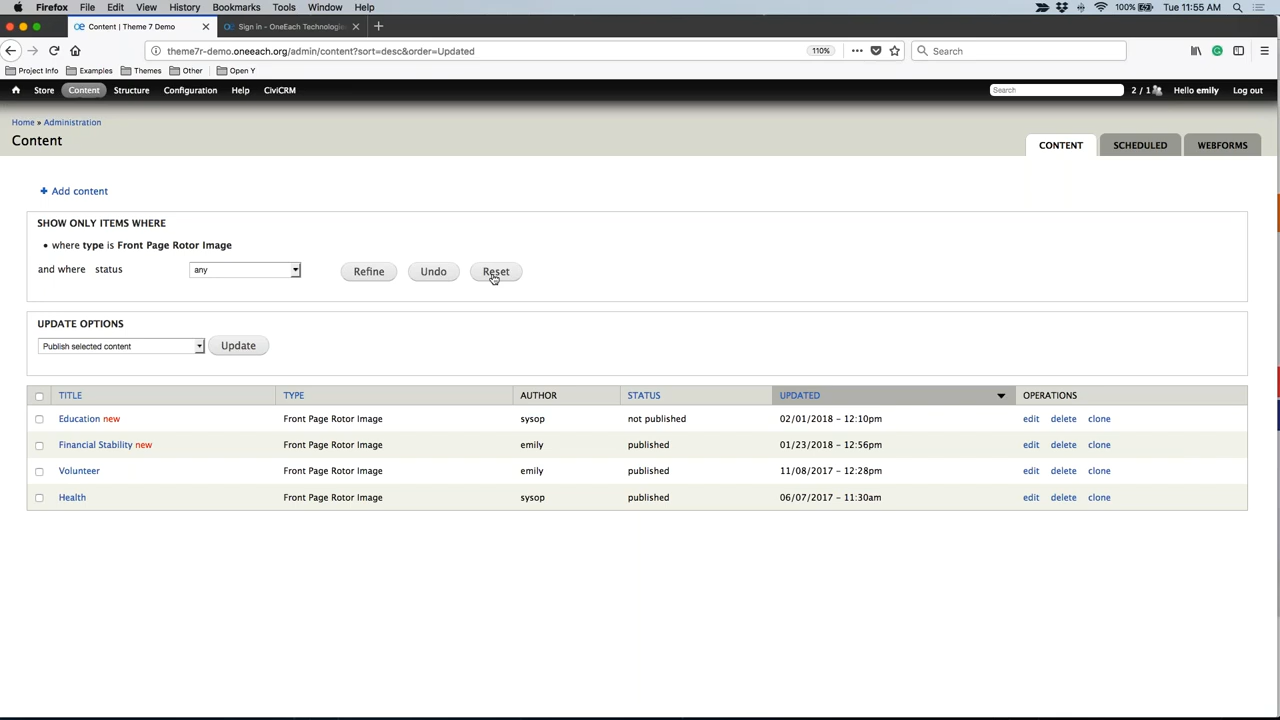 Firefox File Edit View History Bookmarks Tools Window Help 100% Tue 11:55 AM
Content | Theme 7 Demo Sign in - OneEach Technologies
theme7r-demo.oneeach.org/admin/content?sort=desc&order=Updated 110% Search
Project Info Examples Themes Other Open Y
Store Content Structure Configuration Help CiviCRM Search 2 / 1 Hello emily Log out
Home » Administration
Content
CONTENT SCHEDULED WEBFORMS
+ Add content
SHOW ONLY ITEMS WHERE
• where type is Front Page Rotor Image
and where status any Refine Undo Reset
UPDATE OPTIONS
Publish selected content Update
TITLE TYPE AUTHOR STATUS UPDATED OPERATIONS
Education new Front Page Rotor Image sysop not published 02/01/2018 - 12:10pm edit delete clone
Financial Stability new Front Page Rotor Image emily published 01/23/2018 - 12:56pm edit delete clone
Volunteer Front Page Rotor Image emily published 11/08/2017 - 12:28pm edit delete clone
Health Front Page Rotor Image sysop published 06/07/2017 - 11:30am edit delete clone